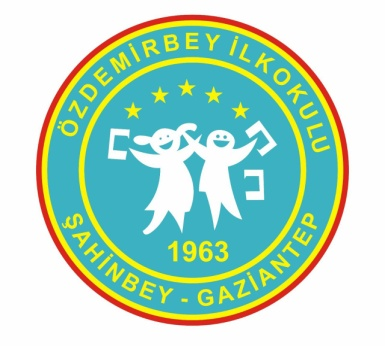 ÖZDEMİRBEY İLKOKULU
1963
ŞAHİNBEY - GAZİANTEP